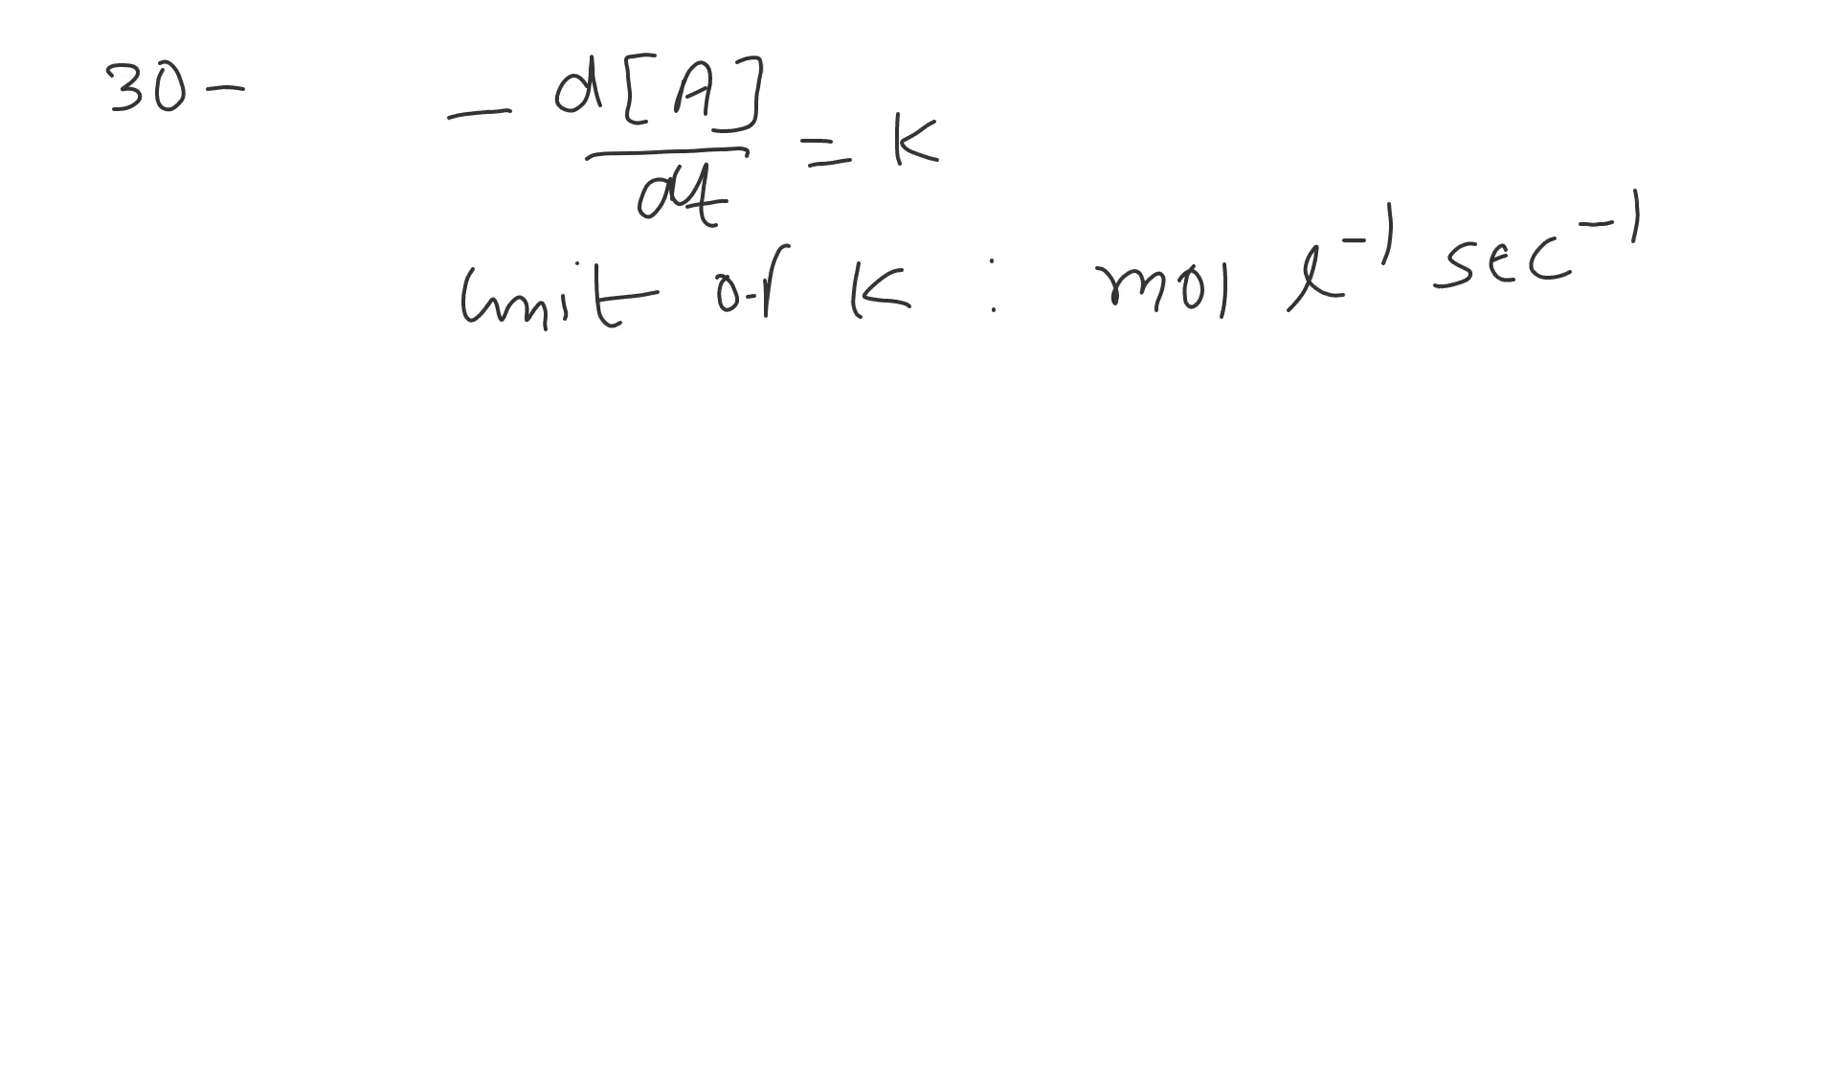 30- - d[A]/dt = K
Unit of K : mol l⁻¹ sec⁻¹